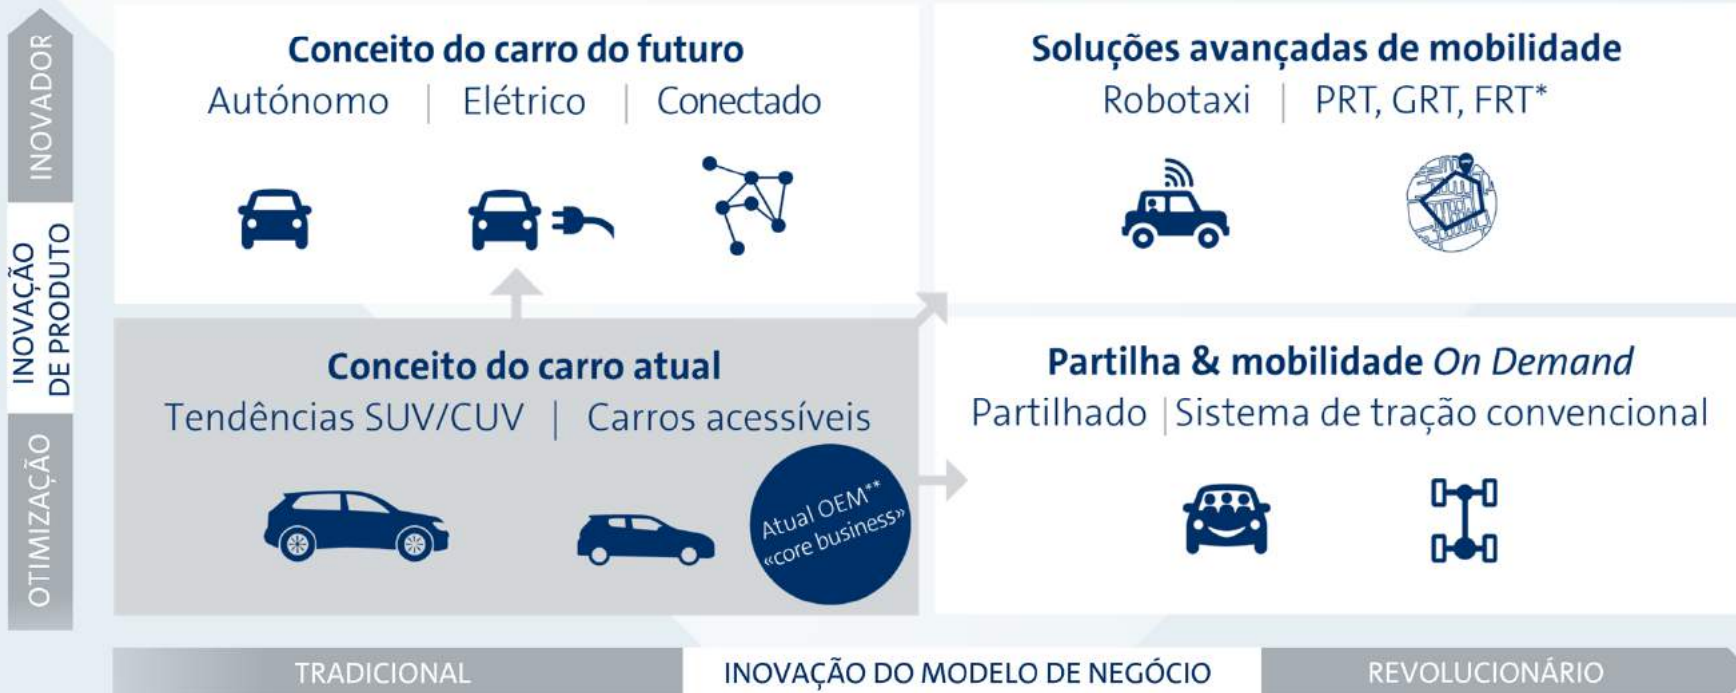 INOVADOR
INOVAÇÃO
DE PRODUTO
OTIMIZAÇÃO
Conceito do carro do futuro
Autónomo | Elétrico | Conectado
Soluções avançadas de mobilidade
Robotaxi | PRT, GRT, FRT*
Conceito do carro atual
Tendências SUV/CUV | Carros acessíveis
Atual OEM**
«core business»
Partilha & mobilidade On Demand
Partilhado | Sistema de tração convencional
TRADICIONAL
INOVAÇÃO DO MODELO DE NEGÓCIO
REVOLUCIONÁRIO